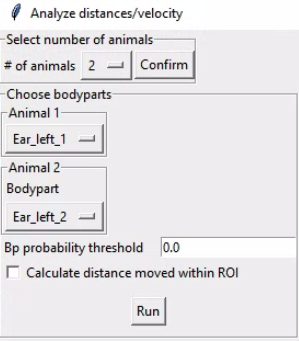 Analyze distances/velocity
Select number of animals
# of animals 2 Confirm
Choose bodyparts
Animal 1
Ear_left_1
Animal 2
Bodypart
Ear_left_2
Bp probability threshold 0.0
Calculate distance moved within ROI
Run